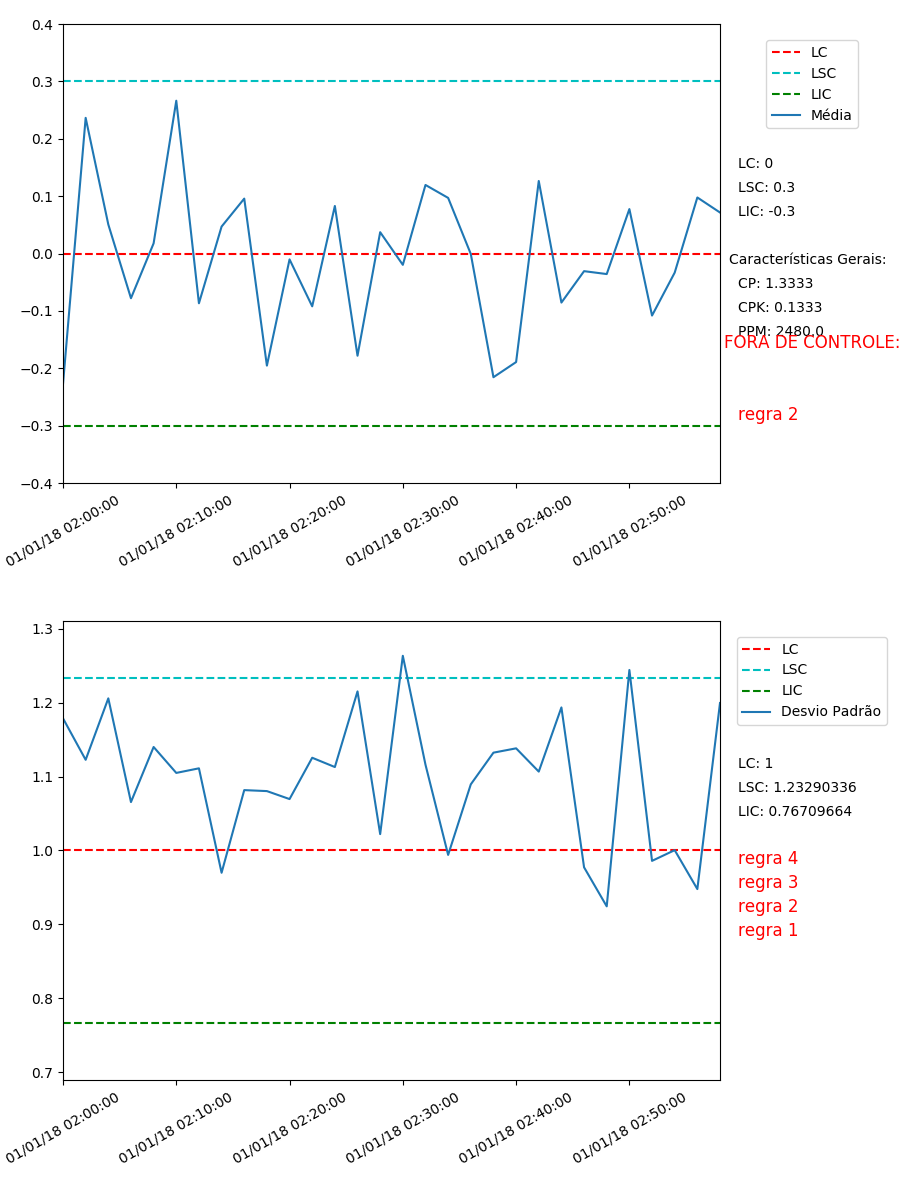 0.4
0.3
0.2
0.1
0.0
−0.1
−0.2
−0.3
−0.4
01/01/18 02:00:00
01/01/18 02:10:00
01/01/18 02:20:00
01/01/18 02:30:00
01/01/18 02:40:00
01/01/18 02:50:00
LC
LSC
LIC
Média
LC: 0
LSC: 0.3
LIC: -0.3
Características Gerais:
CP: 1.3333
CPK: 0.1333
PPM: 2480.0
FORA DE CONTROLE:
regra 2
1.3
1.2
1.1
1.0
0.9
0.8
0.7
01/01/18 02:00:00
01/01/18 02:10:00
01/01/18 02:20:00
01/01/18 02:30:00
01/01/18 02:40:00
01/01/18 02:50:00
LC
LSC
LIC
Desvio Padrão
LC: 1
LSC: 1.23290336
LIC: 0.76709664
regra 4
regra 3
regra 2
regra 1